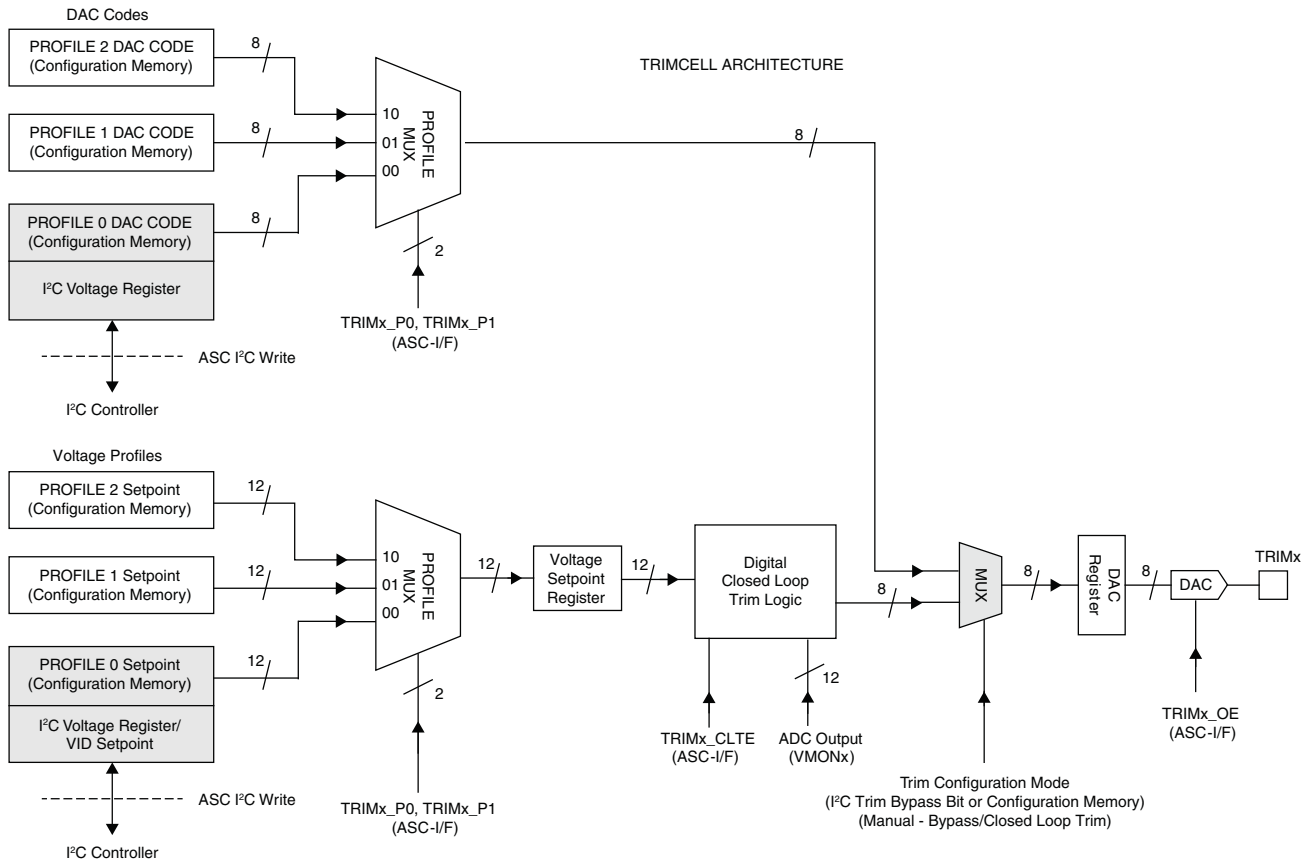 DAC Codes
PROFILE 2 DAC CODE
(Configuration Memory)
8
PROFILE 1 DAC CODE
(Configuration Memory)
8
PROFILE 0 DAC CODE
(Configuration Memory)
8
I²C Voltage Register
ASC I²C Write
I²C Controller
10
01
00
PROFILE
MUX
2
TRIMx_P0, TRIMx_P1
(ASC-I/F)
TRIMCELL ARCHITECTURE
8
Voltage Profiles
PROFILE 2 Setpoint
(Configuration Memory)
12
PROFILE 1 Setpoint
(Configuration Memory)
12
PROFILE 0 Setpoint
(Configuration Memory)
12
I²C Voltage Register/
VID Setpoint
ASC I²C Write
I²C Controller
10
01
00
PROFILE
MUX
2
TRIMx_P0, TRIMx_P1
(ASC-I/F)
12
Voltage
Setpoint
Register
12
Digital
Closed Loop
Trim Logic
TRIMx_CLTE
(ASC-I/F)
12
ADC Output
(VMONx)
8
MUX
Trim Configuration Mode
(I²C Trim Bypass Bit or Configuration Memory)
(Manual - Bypass/Closed Loop Trim)
8
DAC
Register
8
DAC
TRIMx
TRIMx_OE
(ASC-I/F)